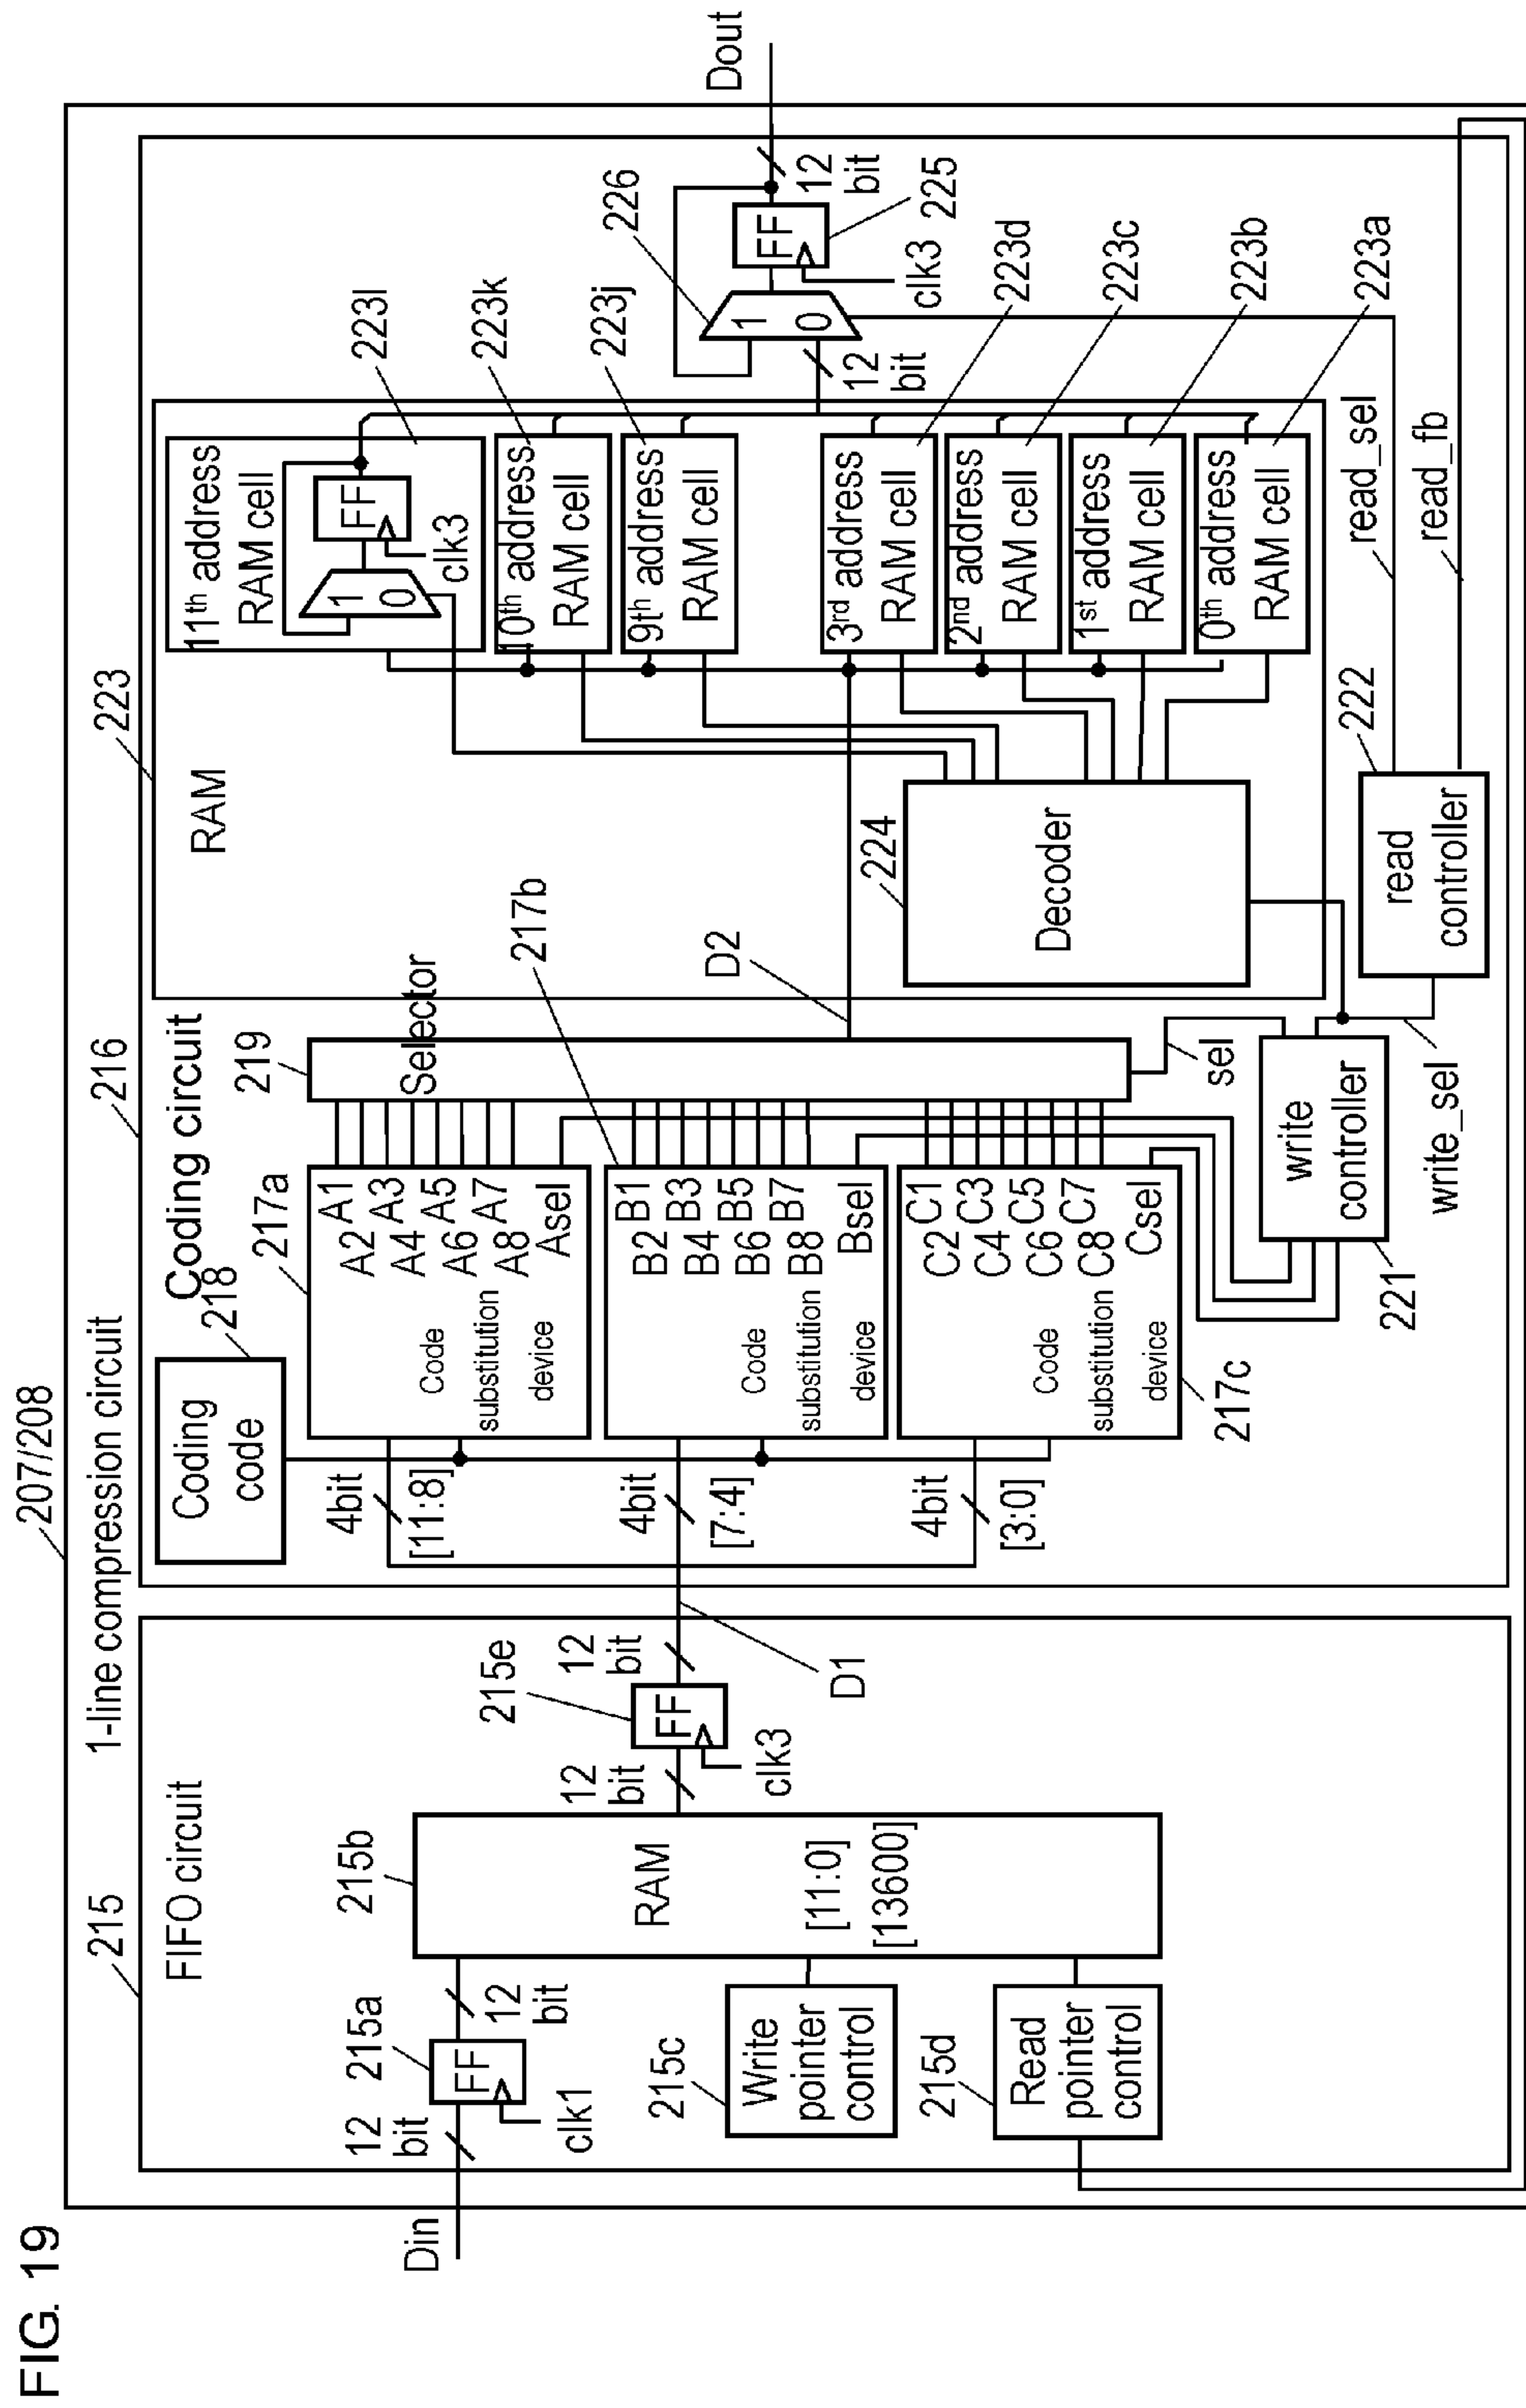 FIG. 19
207/208
1-line compression circuit
215
FIFO circuit
Din
12
bit
215a
FF
clk1
12
bit
215b
RAM
[11:0]
[13600]
215c
Write
pointer
control
215d
Read
pointer
control
12
bit
215e
FF
clk3
12
bit
D1
216
Coding circuit
218
Coding
code
4bit
[11:8]
4bit
[7:4]
4bit
[3:0]
217a
A1
A2
A3
A4
A5
A6
A7
A8
Asel
Code
substitution
device
217b
B1
B2
B3
B4
B5
B6
B7
B8
Bsel
Code
substitution
device
217c
C1
C2
C3
C4
C5
C6
C7
C8
Csel
Code
substitution
device
219
Selector
sel
D2
write
controller
221
write_sel
read
controller
222
read_sel
read_fb
223
RAM
224
Decoder
11th address
RAM cell
1
0
FF
clk3
223l
10th address
RAM cell
223k
9th address
RAM cell
223j
3rd address
RAM cell
223d
2nd address
RAM cell
223c
1st address
RAM cell
223b
0th address
RAM cell
223a
12
bit
226
1
0
FF
clk3
225
12
bit
Dout